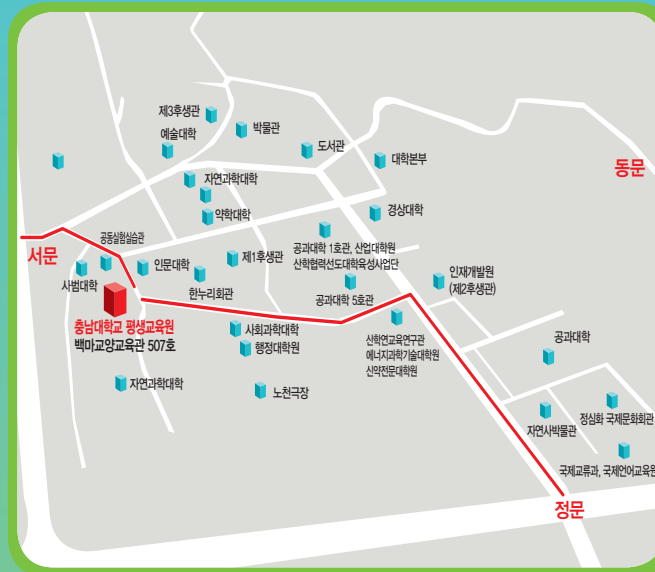 제3후생관
박물관
예술대학
도서관
대학본부
동문
자연과학대학
경상대학
약학대학
공동실험실습관
서문
제1후생관
공과대학 1호관, 산업대학원
산학협력선도대학육성사업단
사범대학
인문대학
한누리회관
인재개발원
(제2후생관)
공과대학 5호관
충남대학교 평생교육원
백마교양교육관 507호
사회과학대학
행정대학원
산학연교육연구관
에너지과학기술대학원
신약전문대학원
공과대학
자연과학대학
노천극장
정심화 국제문화회관
자연사박물관
국제교류과, 국제언어교육원
정문